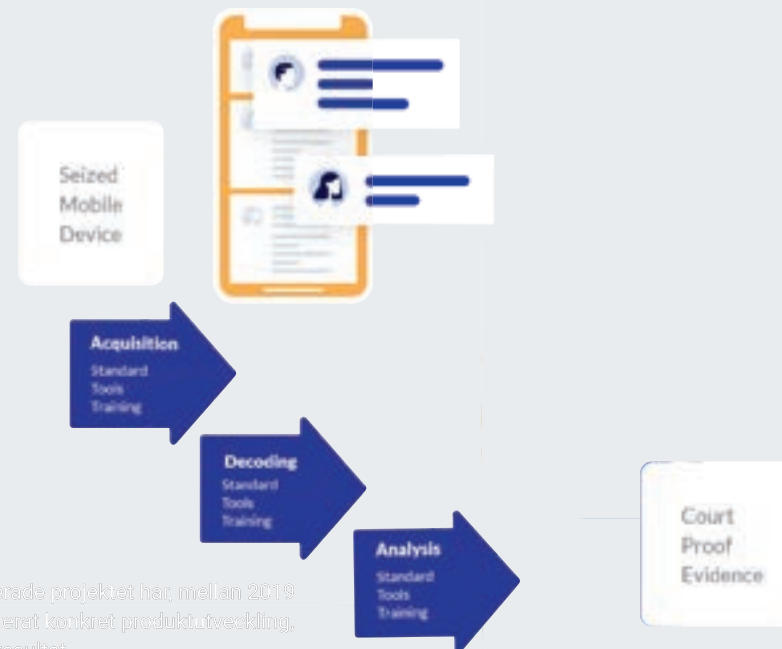 Seized
Mobile
Device
Acquisition
Standard
Tools
Training
Decoding
Standard
Tools
Training
Analysis
Standard
Tools
Training
Court
Proof
Evidence
projektet har, mellan 2019
konkret produktutveckling,